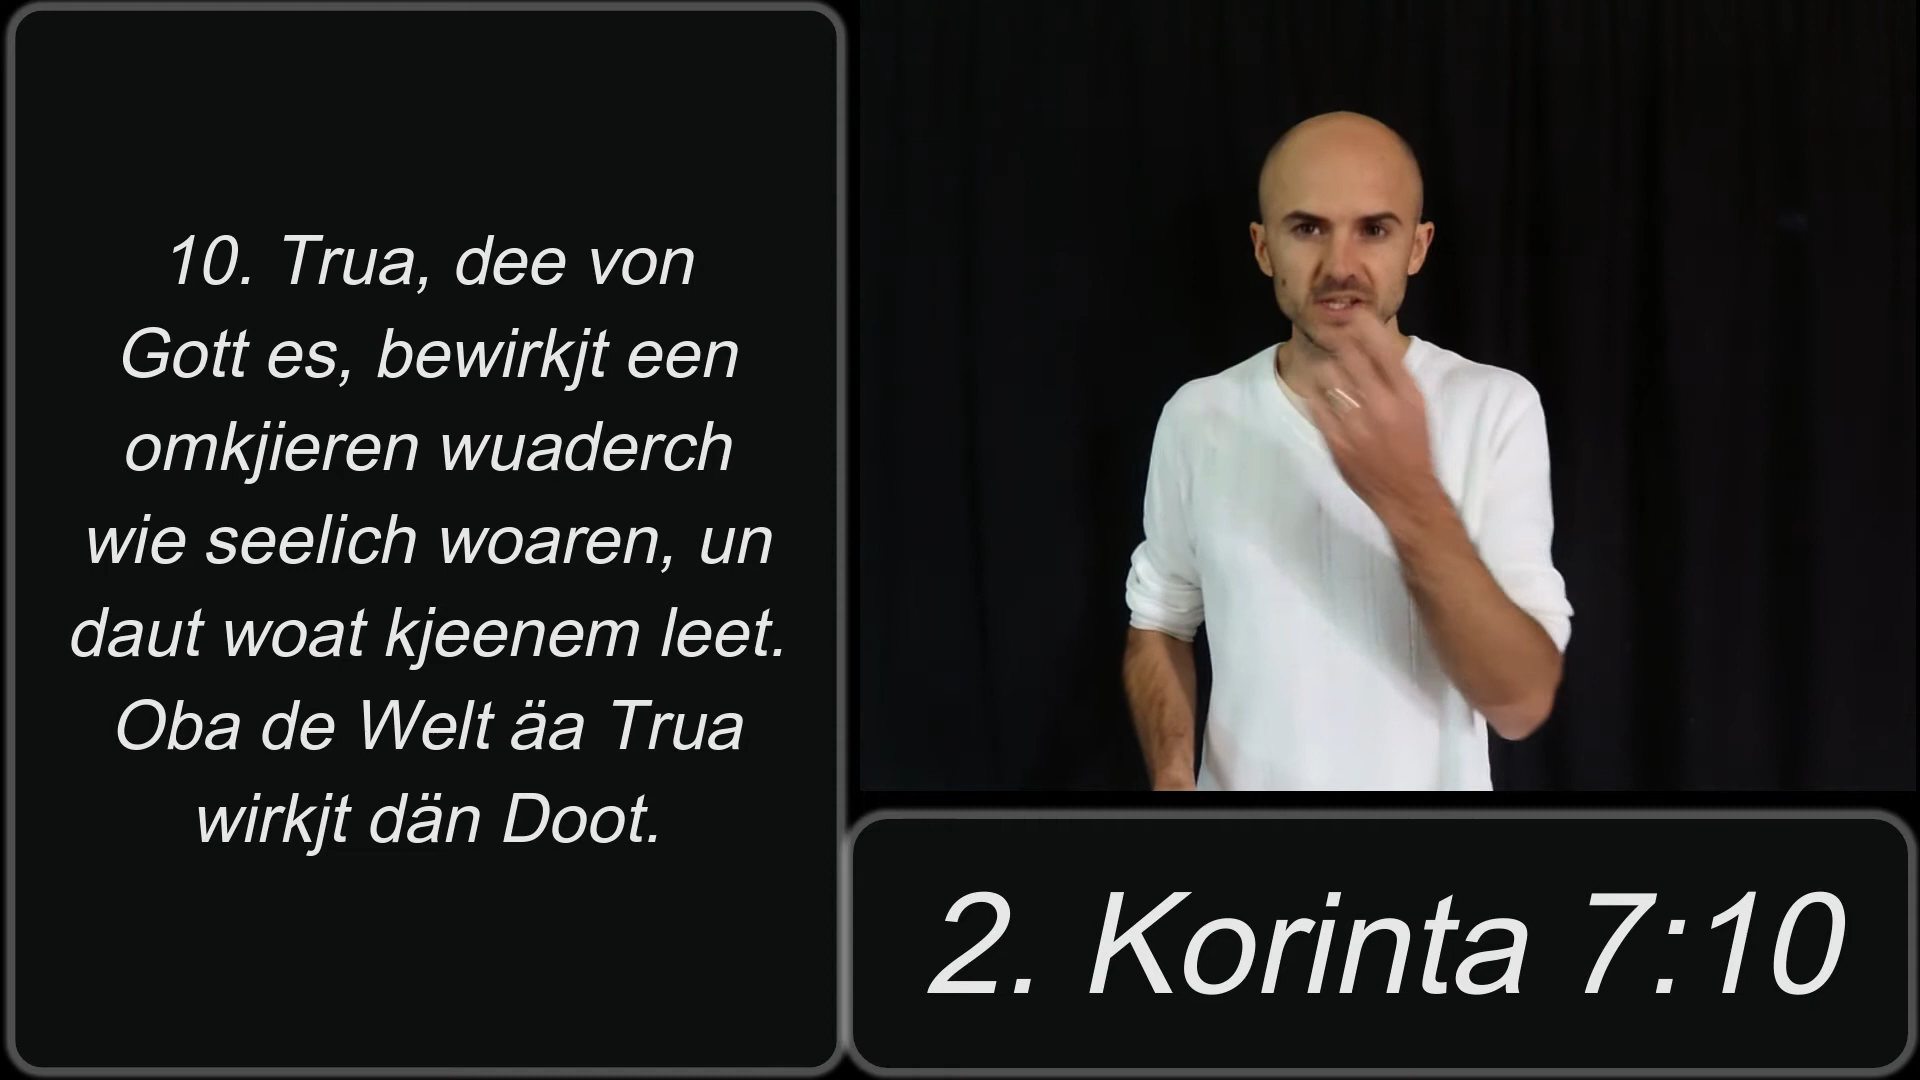 10. Trua, dee von
Gott es, bewirkjt een
omkjieren wuaderch
wie seelich woaren, un
daut woat kjeenem leet.
Oba de Welt äa Trua
wirkjt dän Doot.
2. Korinta 7:10